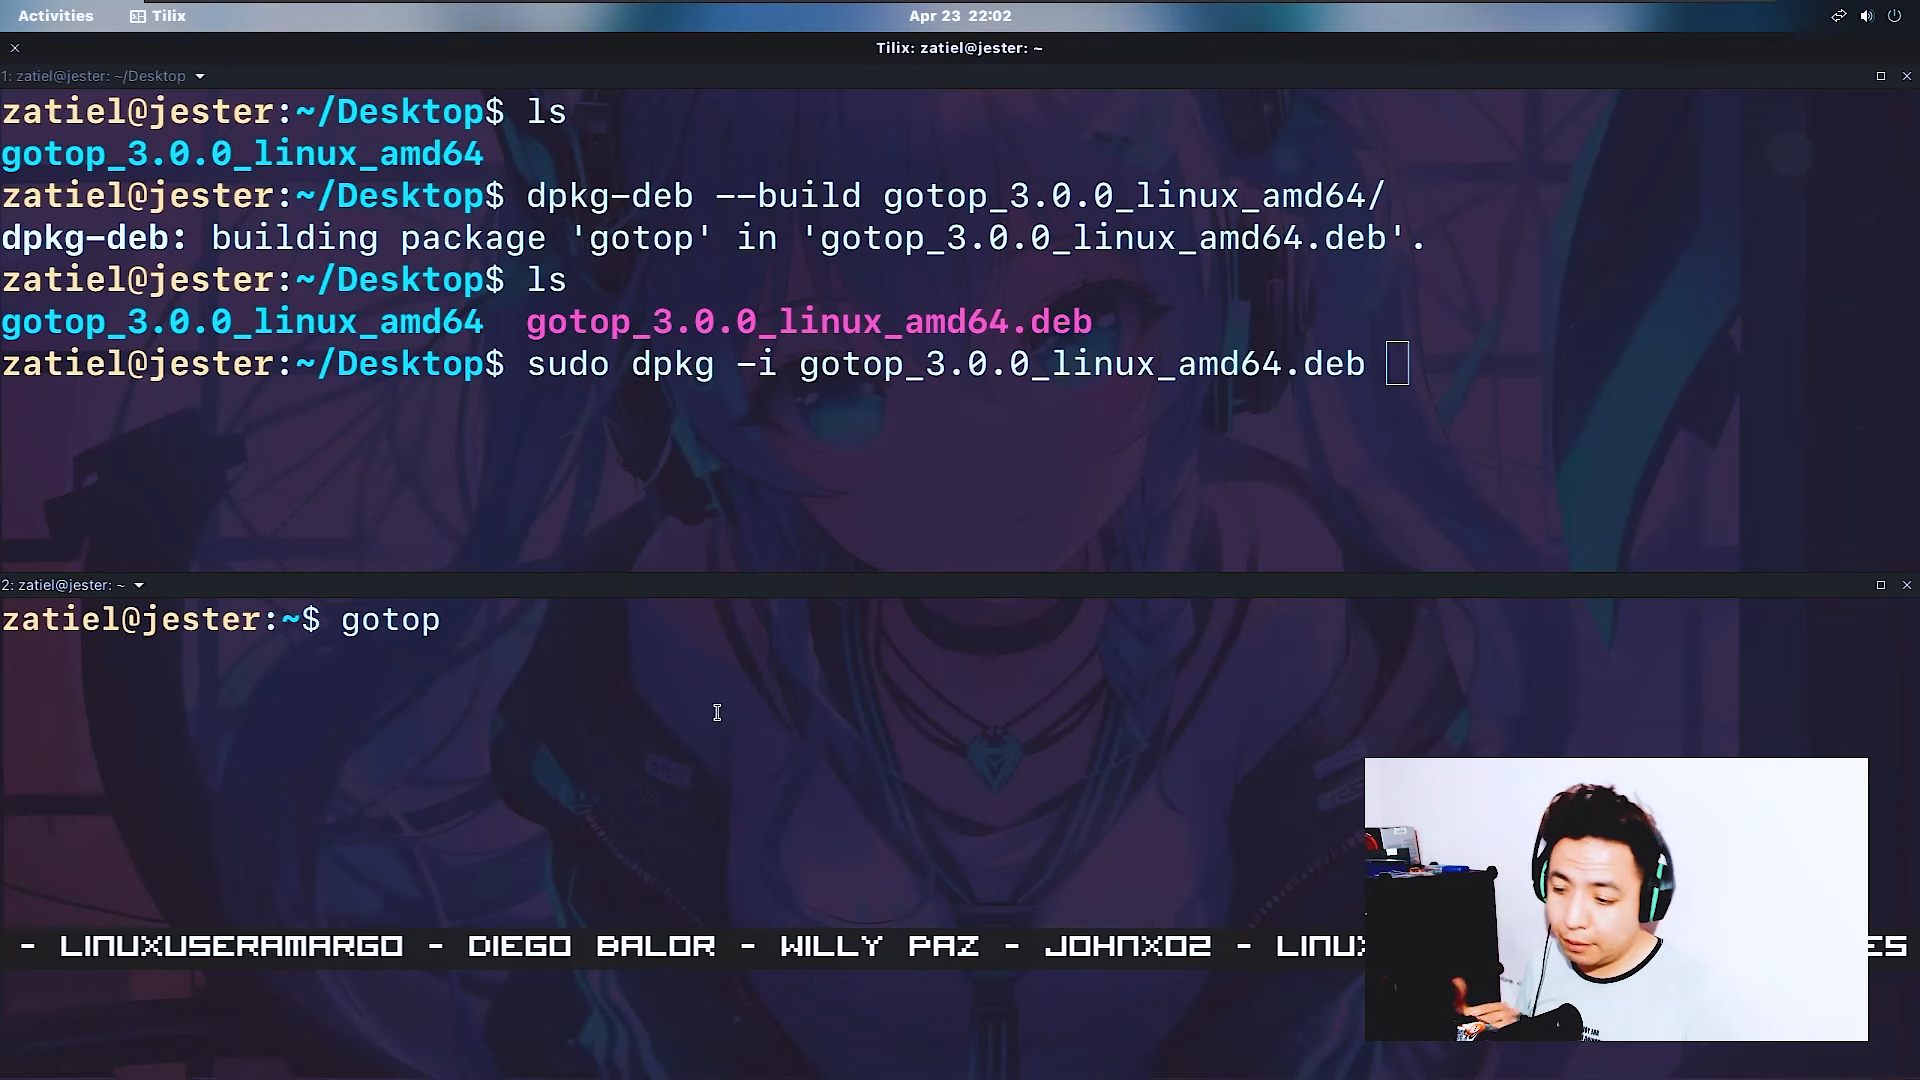 Activities Tilix Apr 23 22:02
Tilix: zatiel@jester: ~
1: zatiel@jester: ~/Desktop
zatiel@jester:~/Desktop$ ls
gotop_3.0.0_linux_amd64
zatiel@jester:~/Desktop$ dpkg-deb --build gotop_3.0.0_linux_amd64/
dpkg-deb: building package 'gotop' in 'gotop_3.0.0_linux_amd64.deb'.
zatiel@jester:~/Desktop$ ls
gotop_3.0.0_linux_amd64 gotop_3.0.0_linux_amd64.deb
zatiel@jester:~/Desktop$ sudo dpkg -i gotop_3.0.0_linux_amd64.deb
2: zatiel@jester: ~
zatiel@jester:~$ gotop
- LINUXUSERAMARGO - DIEGO BALOR - WILLY PAZ - JOHNX02 - LINUX ES